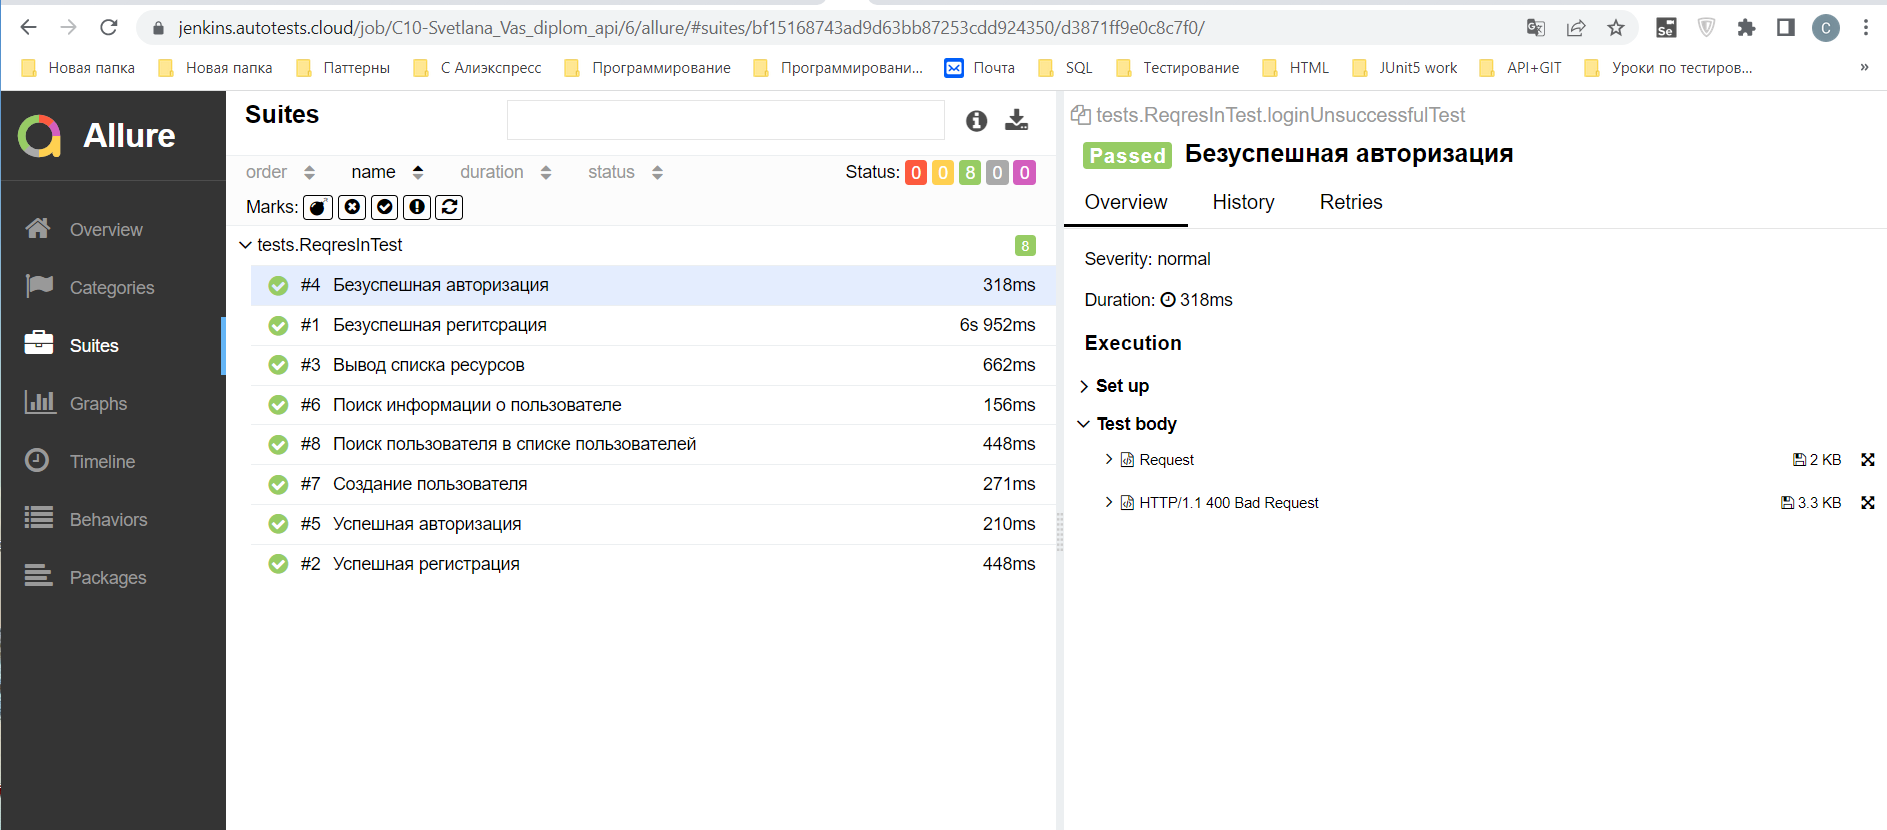 jenkins.autotests.cloud/job/C10-Svetlana_Vas_diplom_api/6/allure/#suites/bf15168743ad9d63bb87253cdd924350/d3871ff9e0c8c7f0/
Se
C
Новая папка
Новая папка
Паттерны
С Алиэкспресс
Программирование
Программировани...
Почта
SQL
Тестирование
HTML
JUnit5 work
API+GIT
Уроки по тестиров...
»
Allure
Overview
Categories
Suites
Graphs
Timeline
Behaviors
Packages
Suites
order name duration status
Status: 0 0 8 0 0
Marks:
tests.ReqresInTest 8
#4 Безуспешная авторизация 318ms
#1 Безуспешная регитсрация 6s 952ms
#3 Вывод списка ресурсов 662ms
#6 Поиск информации о пользователе 156ms
#8 Поиск пользователя в списке пользователей 448ms
#7 Создание пользователя 271ms
#5 Успешная авторизация 210ms
#2 Успешная регистрация 448ms
tests.ReqresInTest.loginUnsuccessfulTest
Passed Безуспешная авторизация
Overview History Retries
Severity: normal
Duration: 318ms
Execution
Set up
Test body
Request 2 KB
HTTP/1.1 400 Bad Request 3.3 KB